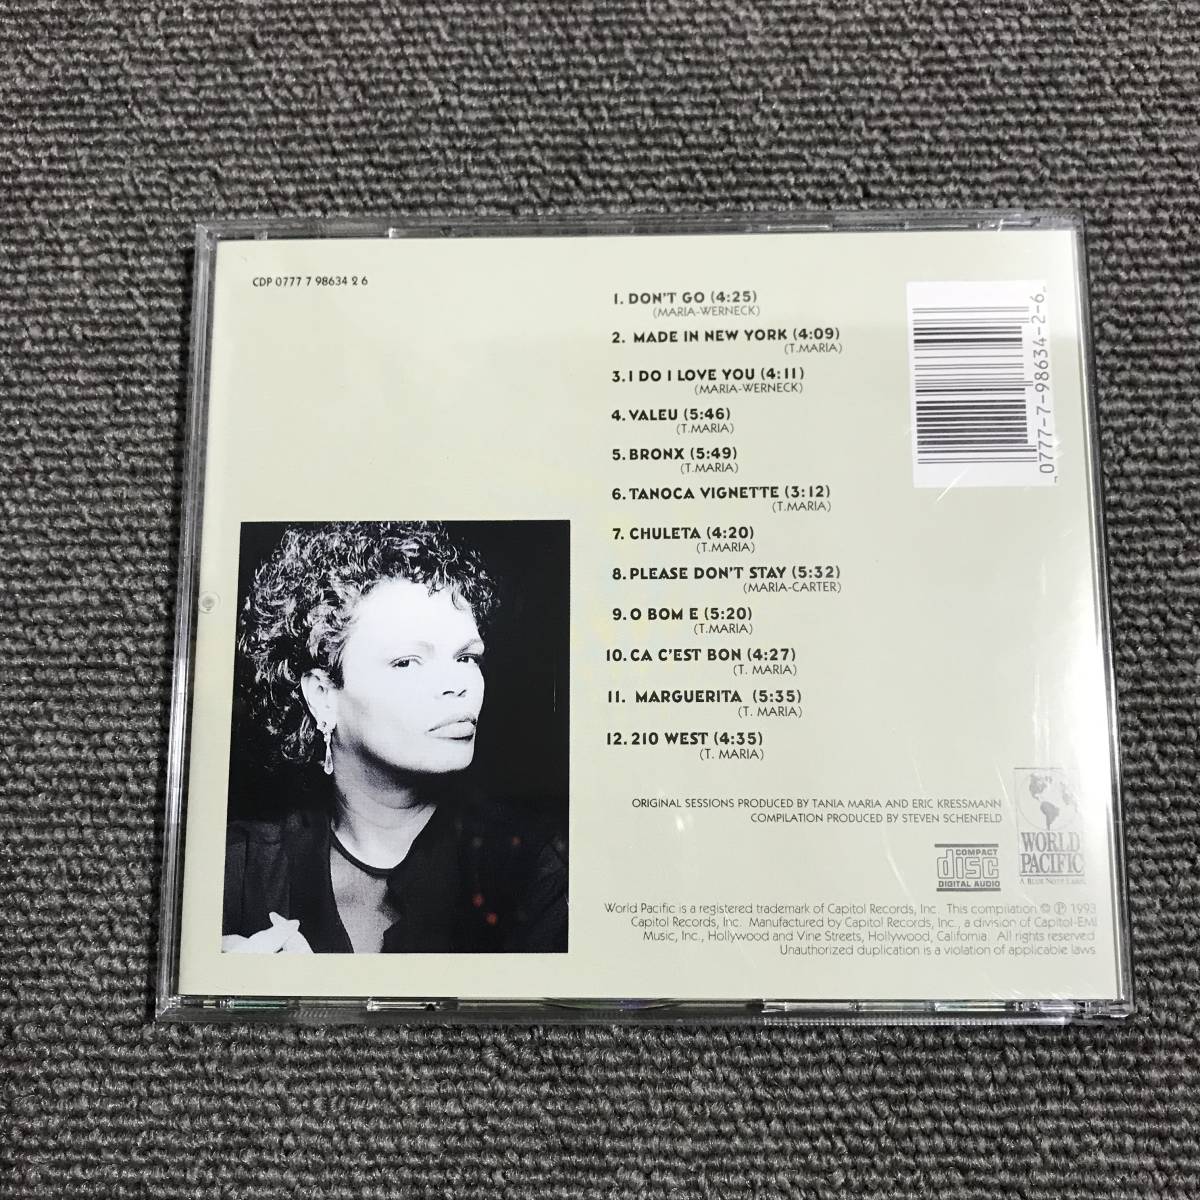 CDP 0777 7 98634 2 6
1. DON'T GO (4:25)
(MARIA-WERNECK)
2. MADE IN NEW YORK (4:09)
(T.MARIA)
3. I DO I LOVE YOU (4:11)
(MARIA-WERNECK)
4. VALEU (5:46)
(T.MARIA)
5. BRONX (5:49)
(T.MARIA)
6. TANOCA VIGNETTE (3:12)
(T.MARIA)
7. CHULETA (4:20)
(T.MARIA)
8. PLEASE DON'T STAY (5:32)
(MARIA-CARTER)
9. O BOM E (5:20)
(T.MARIA)
10. CA C'EST BON (4:27)
(T. MARIA)
11. MARGUERITA (5:35)
(T. MARIA)
12. 210 WEST (4:35)
(T. MARIA)
0777-7-98634-2-6
ORIGINAL SESSIONS PRODUCED BY TANIA MARIA AND ERIC KRESSMANN
COMPILATION PRODUCED BY STEVEN SCHENFELD
COMPACT
disc
DIGITAL AUDIO
WORLD
PACIFIC
A BLUE NOTE LABEL
World Pacific is a registered trademark of Capitol Records, Inc. This compilation © ℗ 1993
Capitol Records, Inc. Manufactured by Capitol Records, Inc., a division of Capitol-EMI
Music, Inc., Hollywood and Vine Streets, Hollywood, California. All rights reserved.
Unauthorized duplication is a violation of applicable laws.